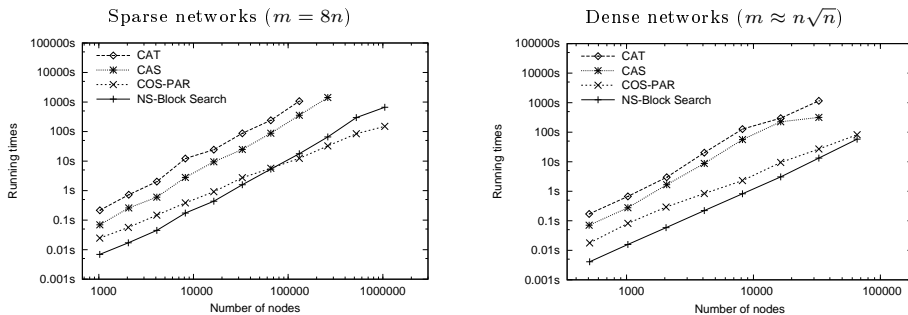 Sparse networks (m = 8n)
100000s
10000s
1000s
100s
10s
1s
0.1s
0.01s
0.001s
Running times
CAT
CAS
COS-PAR
NS-Block Search
1000 10000 100000 1000000
Number of nodes
Dense networks (m ≈ n√n)
100000s
10000s
1000s
100s
10s
1s
0.1s
0.01s
0.001s
Running times
CAT
CAS
COS-PAR
NS-Block Search
1000 10000 100000
Number of nodes